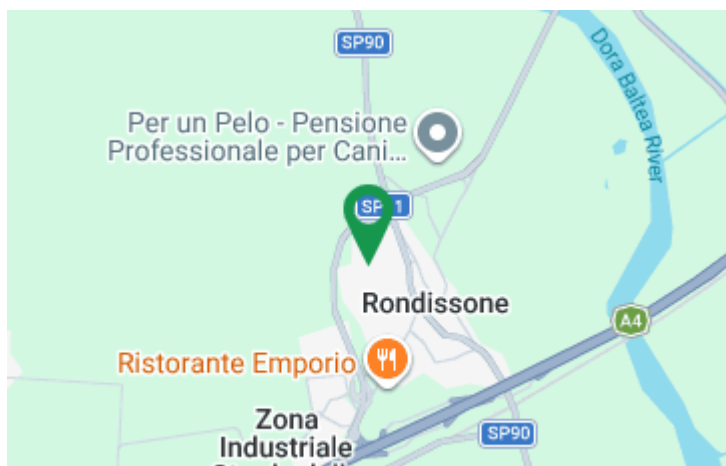 SP90
Dora Baltea River
Per un Pelo - Pensione
Professionale per Cani...
Rondissone
A4
Ristorante Emporio
Zona
Industriale
SP90